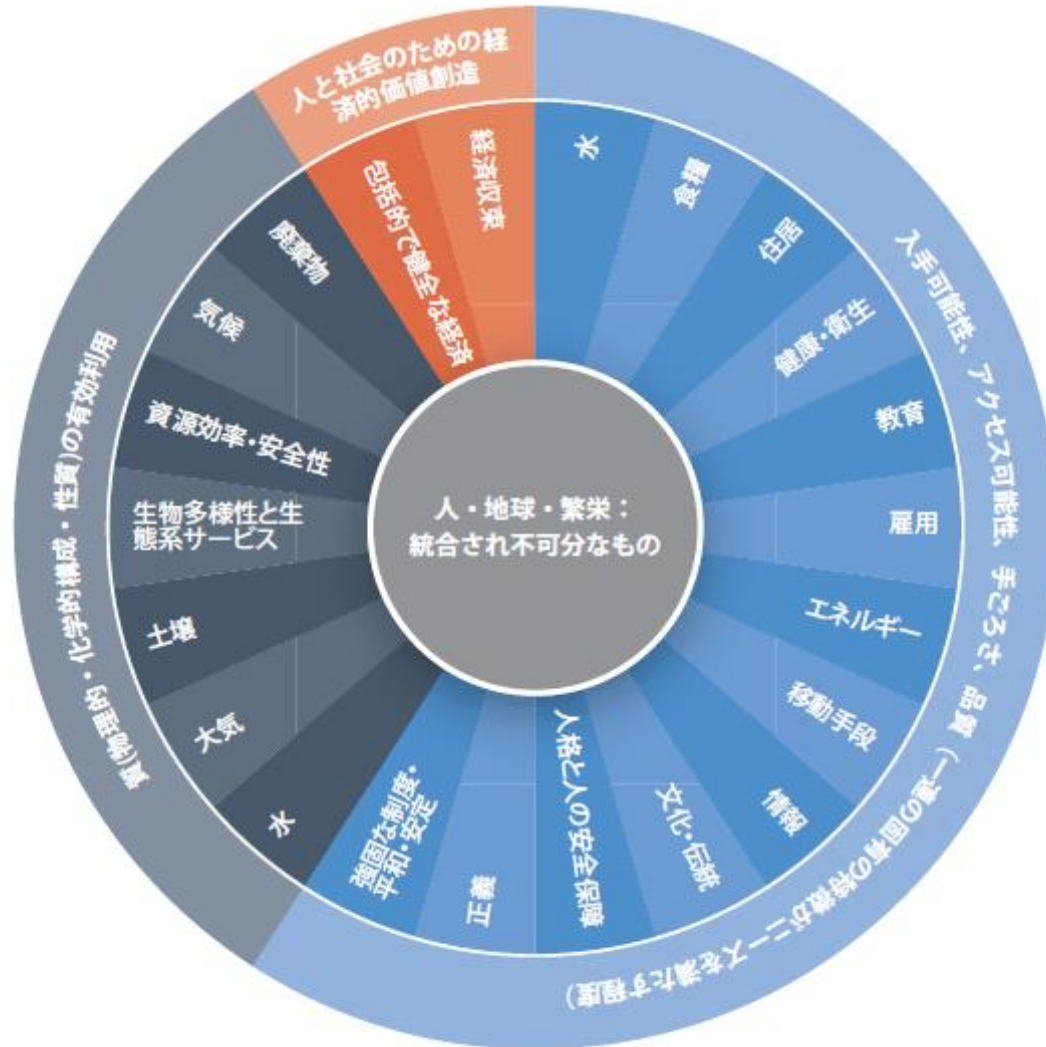 人と社会のための経
済的価値創造
入手可能性、アクセス可能性、手ごろさ、品質（一連の固有の特徴がニーズを満たす程度）
質(物理的・化学的構成・性質)の有効利用
水
食糧
住居
健康・衛生
教育
雇用
エネルギー
移動手段
情報
文化・伝統
人格と人の安全保障
正義
強固な制度・
平和・安定
水
大気
土壌
生物多様性と生
態系サービス
資源効率・安全性
気候
廃棄物
包括的で健全な経済
経済収束
人・地球・繁栄：
統合され不可分なもの